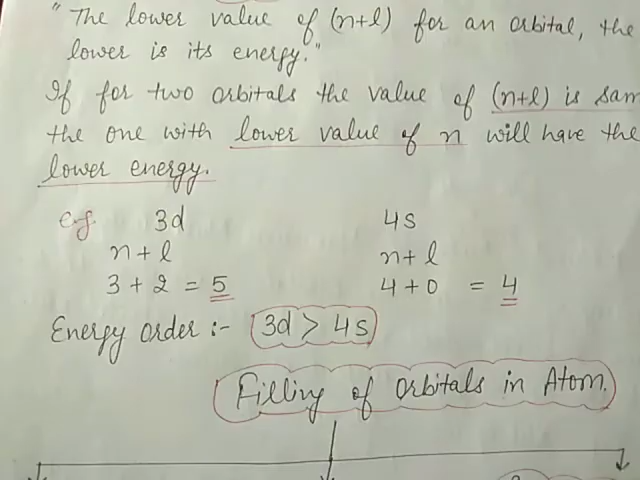 "The lower value of (n+l) for an orbital, the
lower is its energy."
If for two orbitals the value of (n+l) is sam
the one with lower value of n will have the
lower energy.
e.g. 3d 4s
n + l n + l
3 + 2 = 5 4 + 0 = 4
Energy order :- 3d > 4s
Filling of Orbitals in Atom.